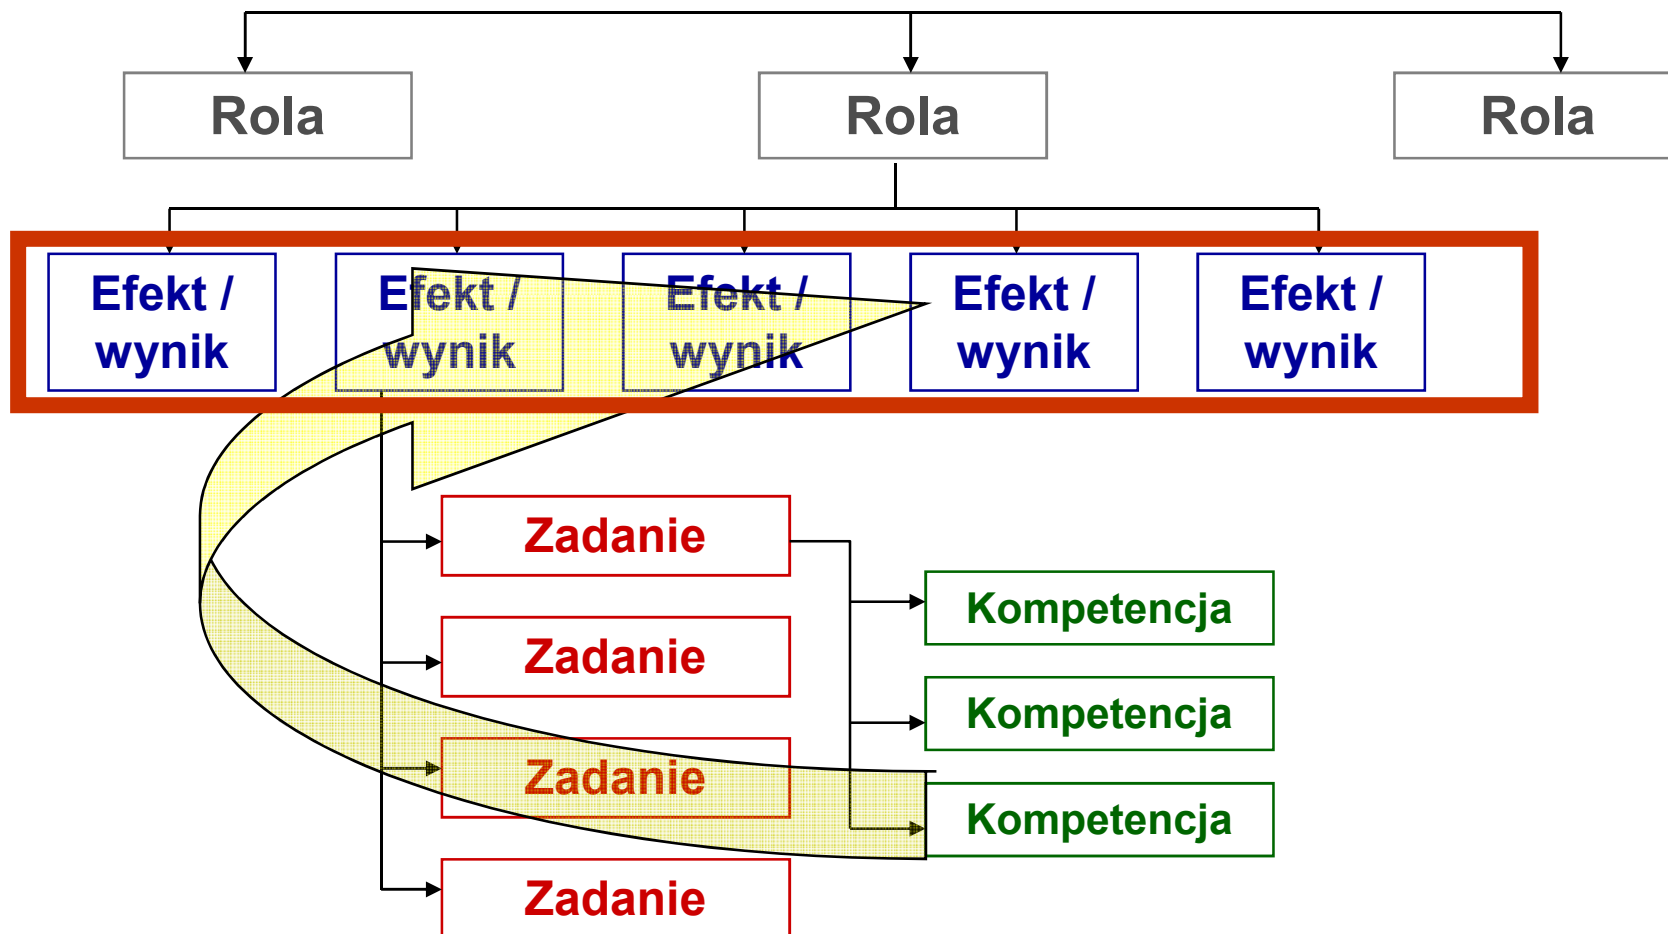 Rola
Rola
Rola
Efekt /
wynik
Efekt /
wynik
Efekt /
wynik
Efekt /
wynik
Efekt /
wynik
Zadanie
Zadanie
Zadanie
Zadanie
Kompetencja
Kompetencja
Kompetencja